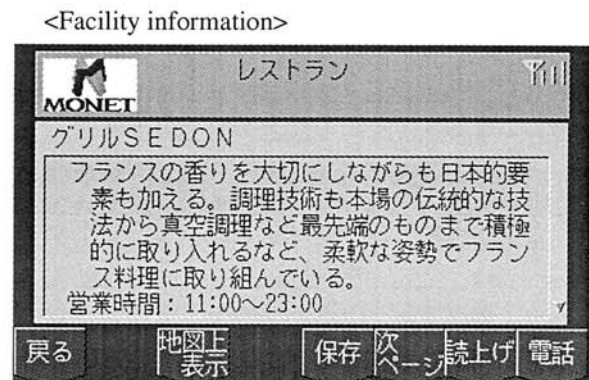 <Facility information>
MONET
レストラン
グリルSEDON
フランスの香りを大切にしながらも日本的要
素も加える。調理技術も本場の伝統的な技
法から真空調理など最先端のものまで積極
的に取り入れるなど、柔軟な姿勢でフラン
ス料理に取り組んでいる。
営業時間：11:00～23:00
戻る 地図上表示 保存 次ページ 読上げ 電話